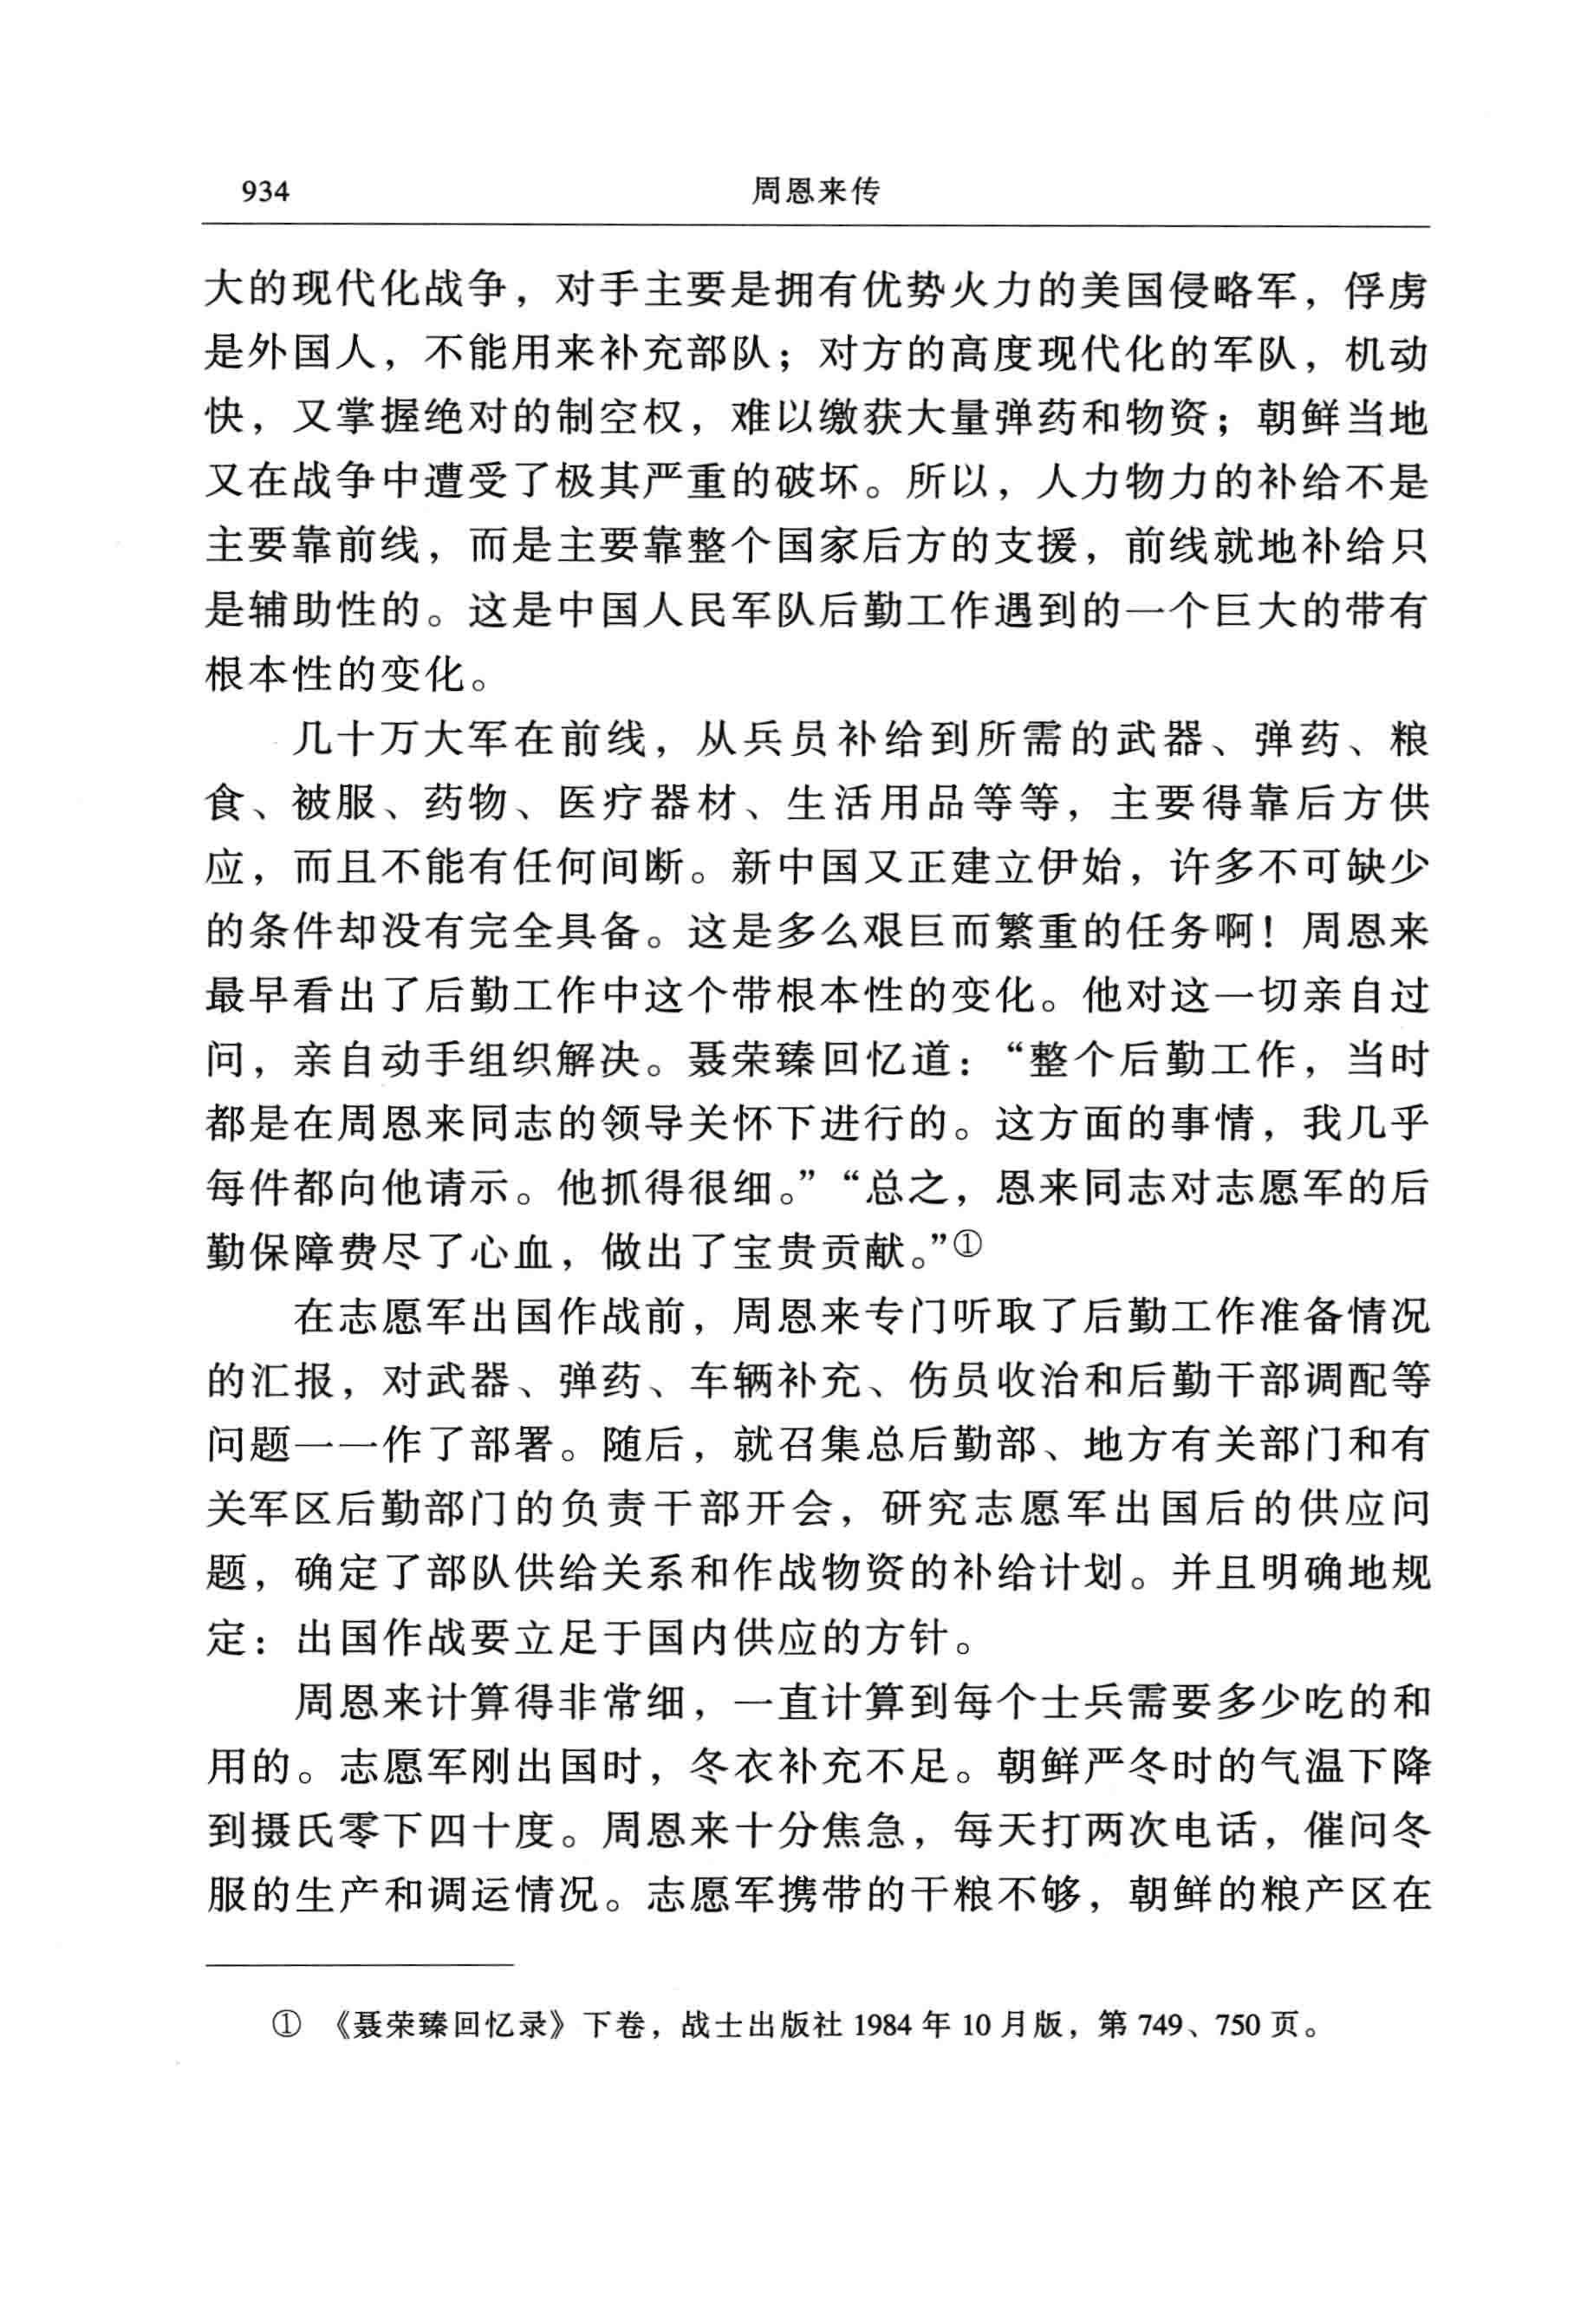 934
周恩来传
大的现代化战争，对手主要是拥有优势火力的美国侵略军，俘虏
是外国人，不能用来补充部队；对方的高度现代化的军队，机动
快，又掌握绝对的制空权，难以缴获大量弹药和物资；朝鲜当地
又在战争中遭受了极其严重的破坏。所以，人力物力的补给不是
主要靠前线，而是主要靠整个国家后方的支援，前线就地补给只
是辅助性的。这是中国人民军队后勤工作遇到的一个巨大的带有
根本性的变化。
几十万大军在前线，从兵员补给到所需的武器、弹药、粮
食、被服、药物、医疗器材、生活用品等等，主要得靠后方供
应，而且不能有任何间断。新中国又正建立伊始，许多不可缺少
的条件却没有完全具备。这是多么艰巨而繁重的任务啊！周恩来
最早看出了后勤工作中这个带根本性的变化。他对这一切亲自过
问，亲自动手组织解决。聂荣臻回忆道：“整个后勤工作，当时
都是在周恩来同志的领导关怀下进行的。这方面的事情，我几乎
每件都向他请示。他抓得很细。”“总之，恩来同志对志愿军的后
勤保障费尽了心血，做出了宝贵贡献。”①
在志愿军出国作战前，周恩来专门听取了后勤工作准备情况
的汇报，对武器、弹药、车辆补充、伤员收治和后勤干部调配等
问题一一作了部署。随后，就召集总后勤部、地方有关部门和有
关军区后勤部门的负责干部开会，研究志愿军出国后的供应问
题，确定了部队供给关系和作战物资的补给计划。并且明确地规
定：出国作战要立足于国内供应的方针。
周恩来计算得非常细，一直计算到每个士兵需要多少吃的和
用的。志愿军刚出国时，冬衣补充不足。朝鲜严冬时的气温下降
到摄氏零下四十度。周恩来十分焦急，每天打两次电话，催问冬
服的生产和调运情况。志愿军携带的干粮不够，朝鲜的粮产区在
① 《聂荣臻回忆录》下卷，战士出版社 1984 年 10 月版，第 749、750 页。